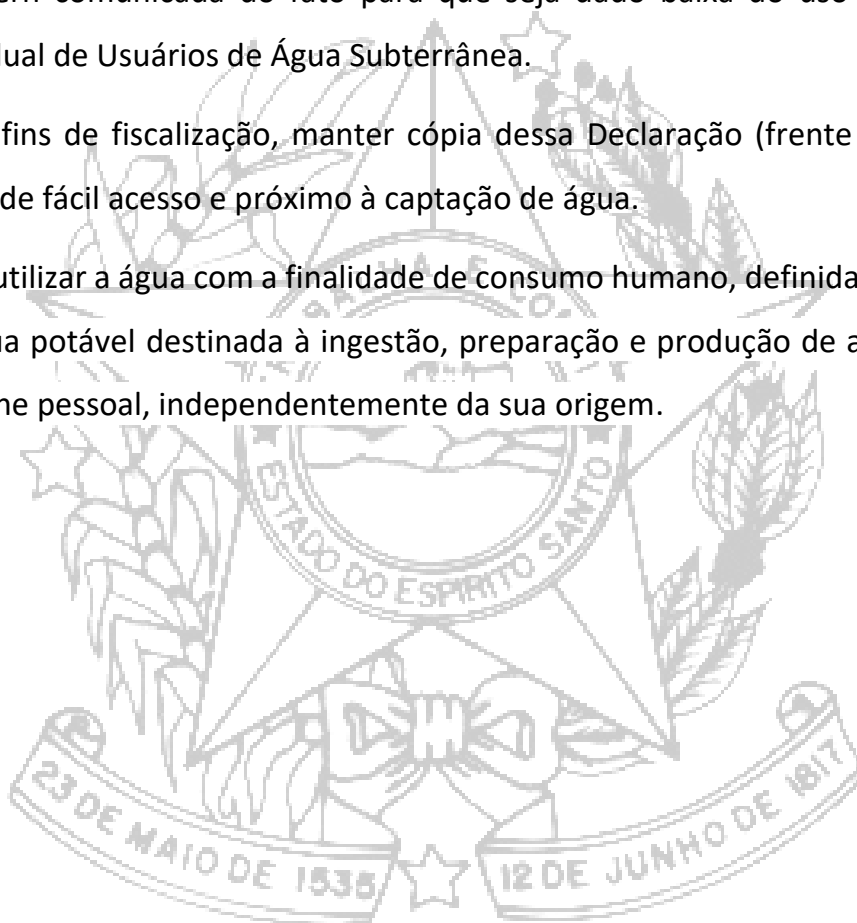 comunicada do fato para que seja dado baixa do uso
de Usuários de Água Subterrânea.
fins de fiscalização, manter cópia dessa Declaração (frente
de fácil acesso e próximo à captação de água.
utilizar a água com a finalidade de consumo humano, definida
potável destinada à ingestão, preparação e produção de
pessoal, independentemente da sua origem.
ESTADO DO ESPIRITO SANTO
23 DE MAIO DE 1535
12 DE JUNHO DE 1817